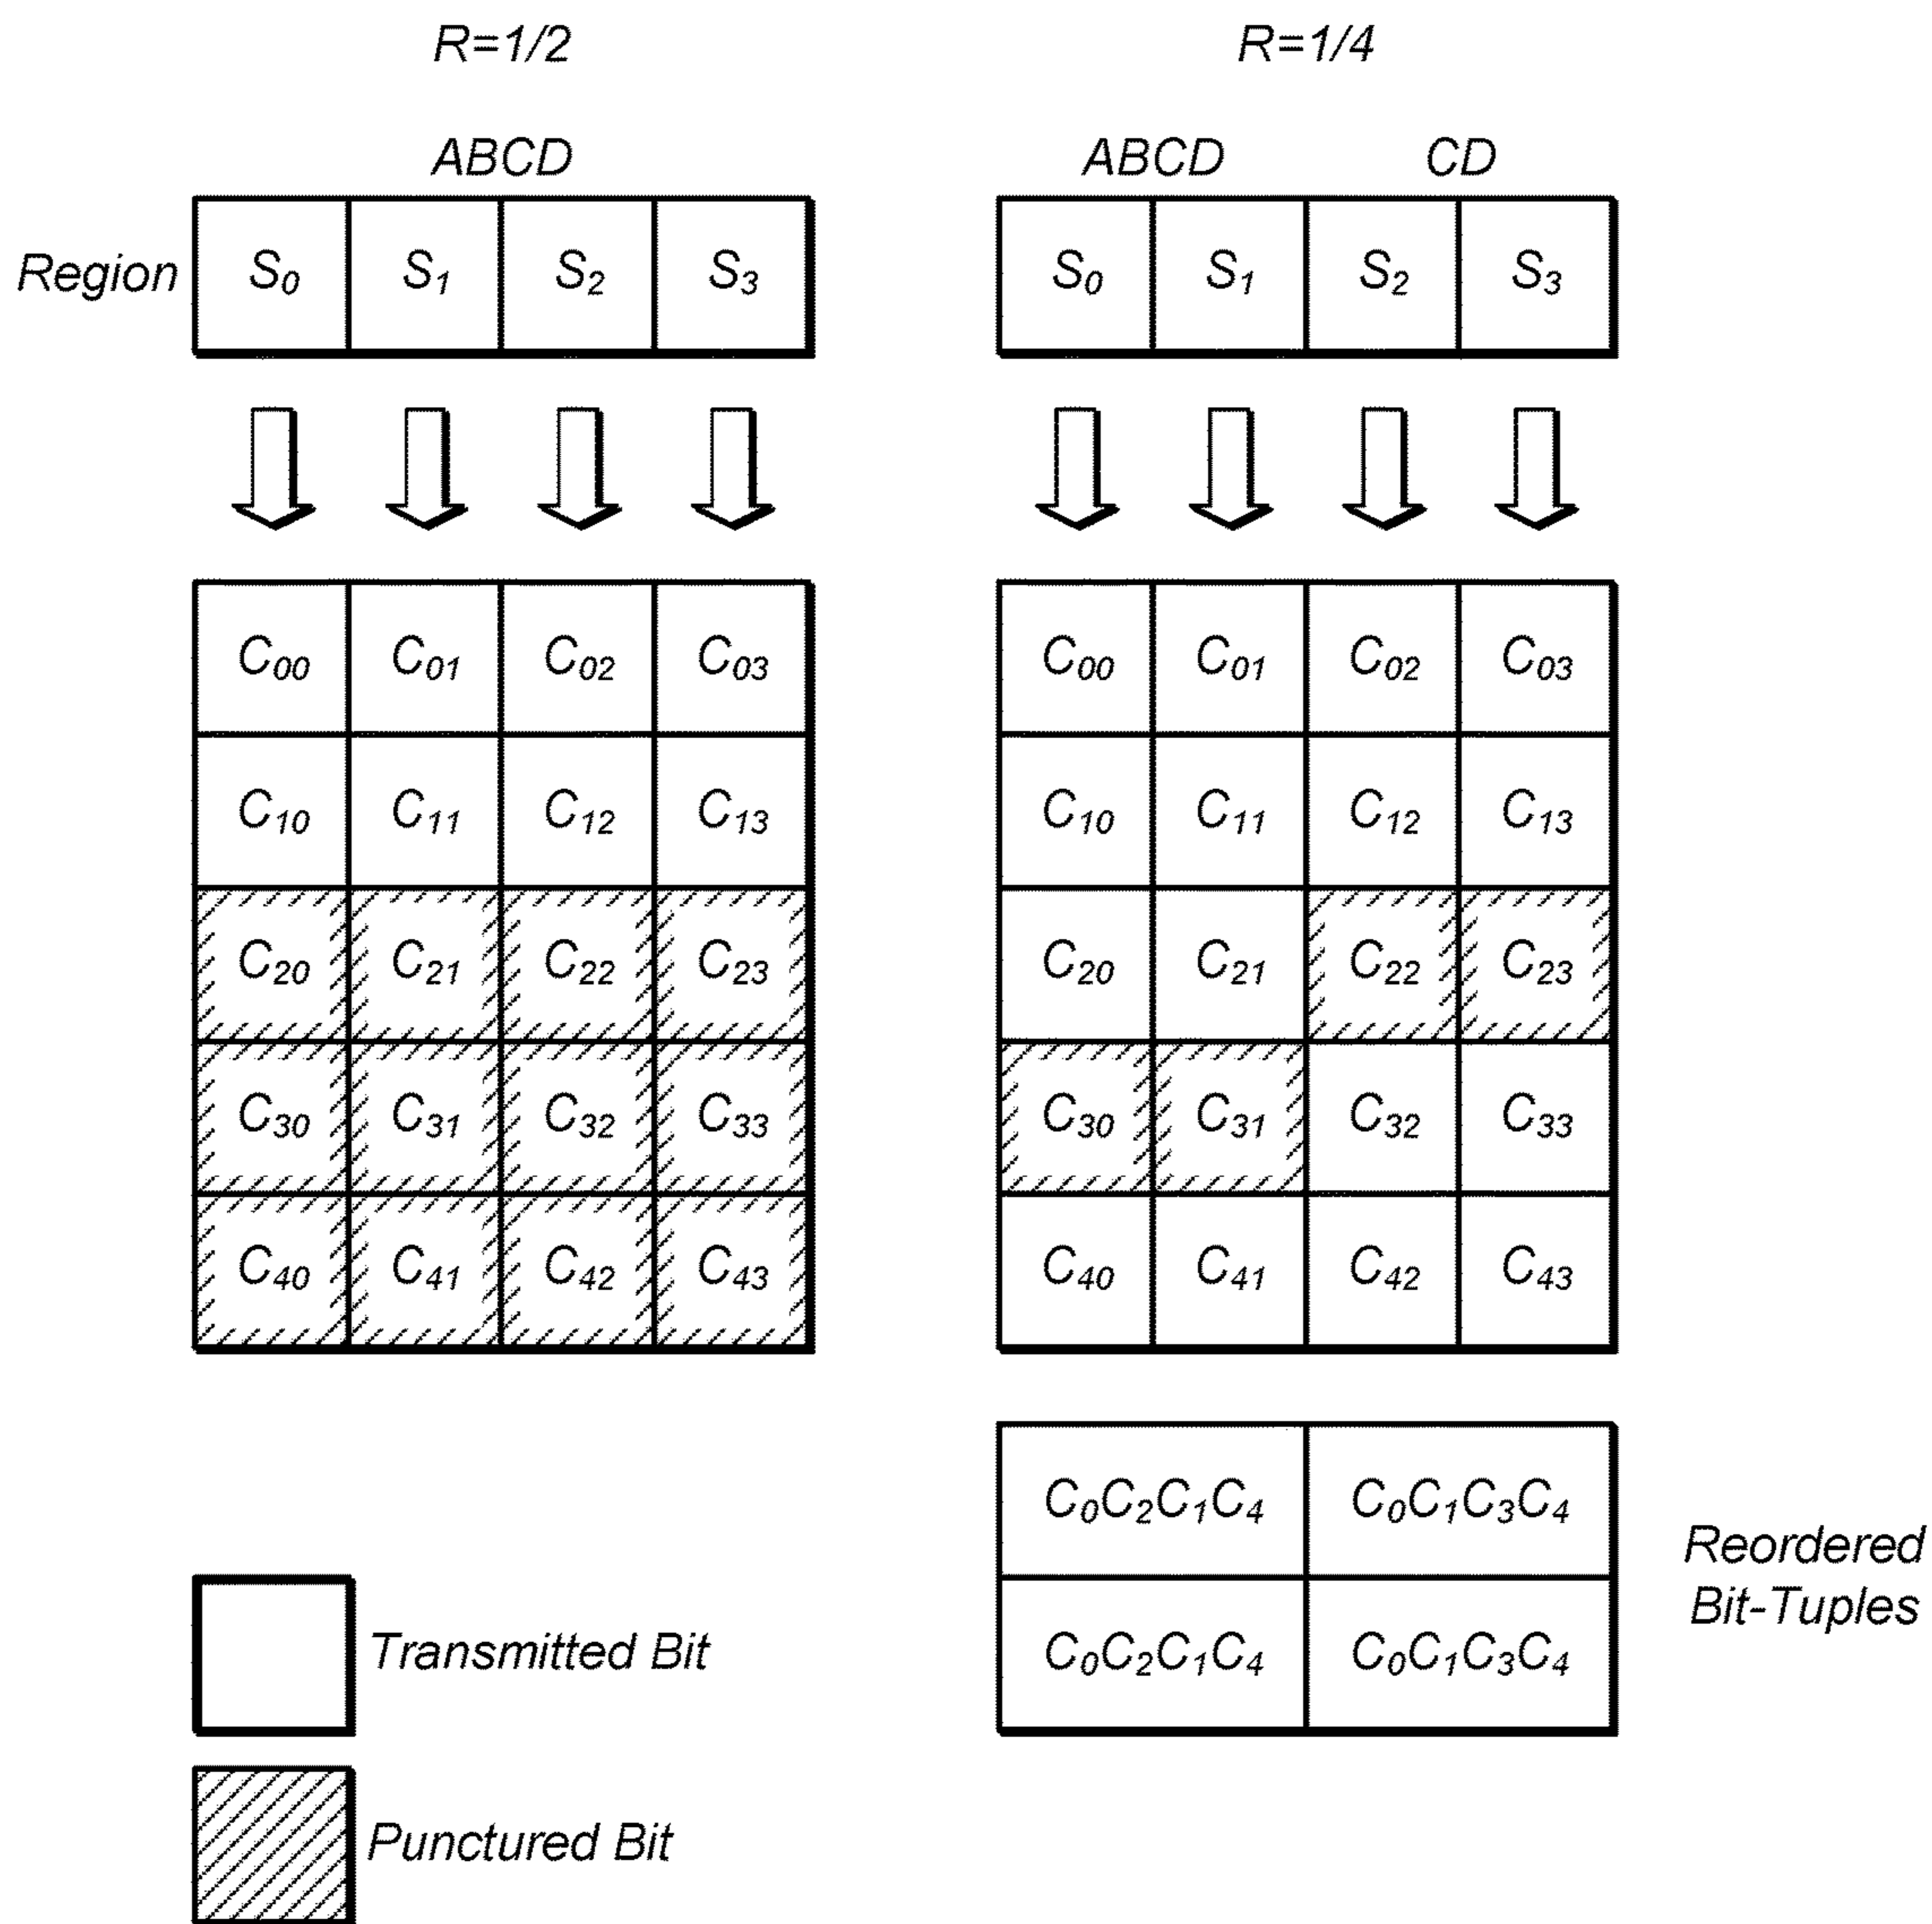 R=1/2 R=1/4
ABCD ABCD CD
Region S₀ S₁ S₂ S₃ S₀ S₁ S₂ S₃
C₀₀ C₀₁ C₀₂ C₀₃ C₀₀ C₀₁ C₀₂ C₀₃
C₁₀ C₁₁ C₁₂ C₁₃ C₁₀ C₁₁ C₁₂ C₁₃
C₂₀ C₂₁ C₂₂ C₂₃ C₂₀ C₂₁ C₂₂ C₂₃
C₃₀ C₃₁ C₃₂ C₃₃ C₃₀ C₃₁ C₃₂ C₃₃
C₄₀ C₄₁ C₄₂ C₄₃ C₄₀ C₄₁ C₄₂ C₄₃
C₀C₂C₁C₄ C₀C₁C₃C₄
C₀C₂C₁C₄ C₀C₁C₃C₄
Reordered
Bit-Tuples
Transmitted Bit
Punctured Bit